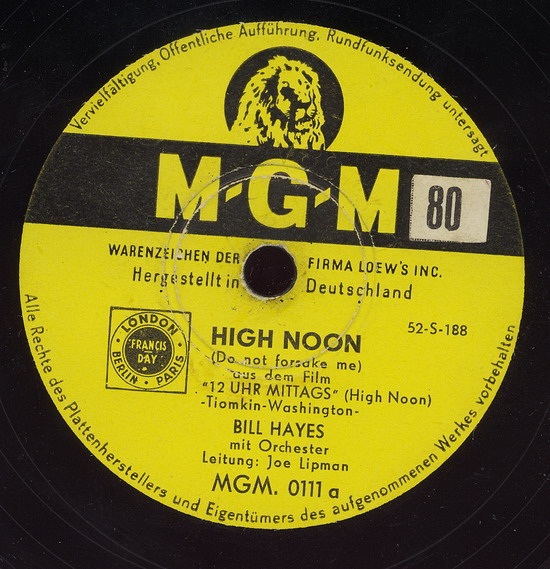 Vervielfältigung, Öffentliche Aufführung, Rundfunksendung untersagt
M·G·M
80
WARENZEICHEN DER FIRMA LOEW'S INC.
Hergestellt in Deutschland
52-S-188
LONDON
FRANCIS
DAY
BERLIN · PARIS
HIGH NOON
(Do not forsake me)
aus dem Film
"12 UHR MITTAGS" (High Noon)
-Tiomkin-Washington-
BILL HAYES
mit Orchester
Leitung: Joe Lipman
MGM. 0111 a
Alle Rechte des Plattenherstellers und Eigentümers des aufgenommenen Werkes vorbehalten